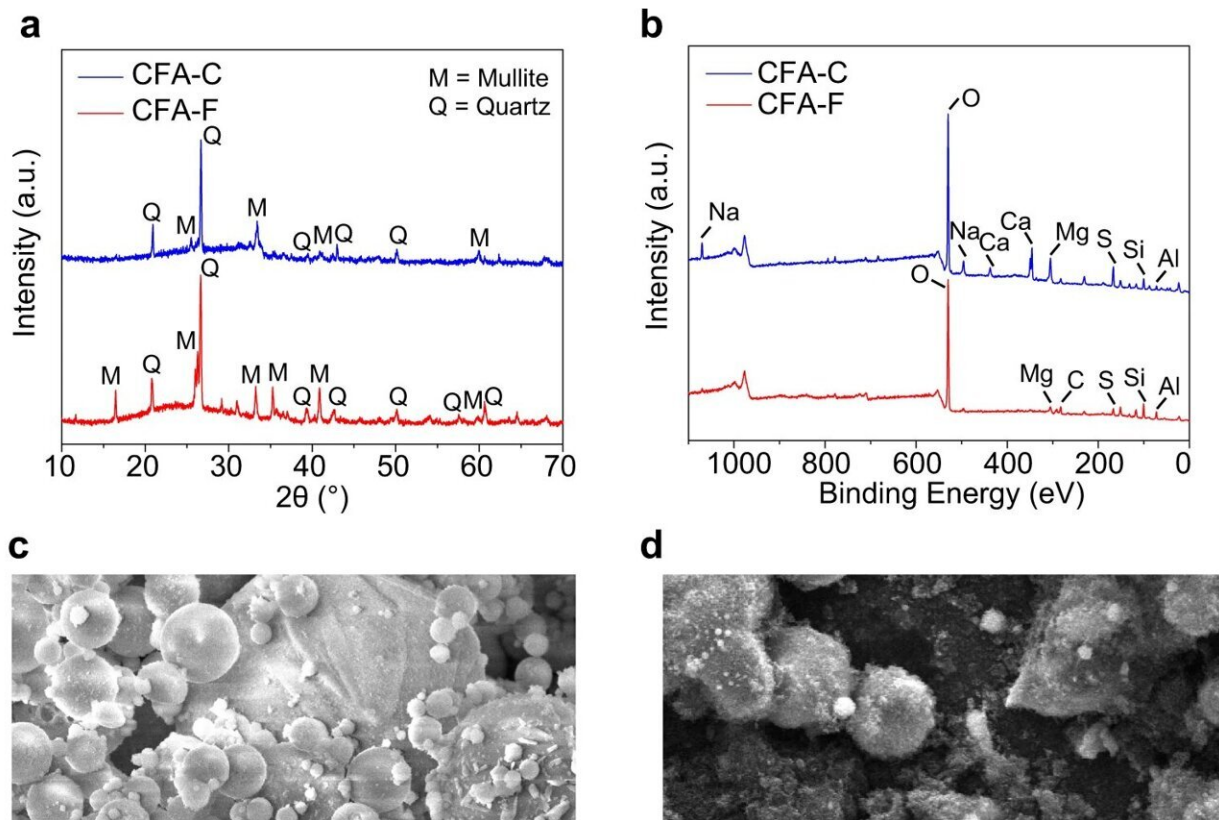 a
CFA-C
CFA-F
M = Mullite
Q = Quartz
Q
Q
M
M
Q
M
Q
Q
M
Q
M
Q
M
M
M
M
Q
Q
Q
Q
M
Q
Intensity (a.u.)
10 20 30 40 50 60 70
2θ (°)
b
CFA-C
CFA-F
O
Na
Na
Ca
Ca
Mg
S
Si
Al
O
Mg
C
S
Si
Al
Intensity (a.u.)
1000 800 600 400 200 0
Binding Energy (eV)
c
d